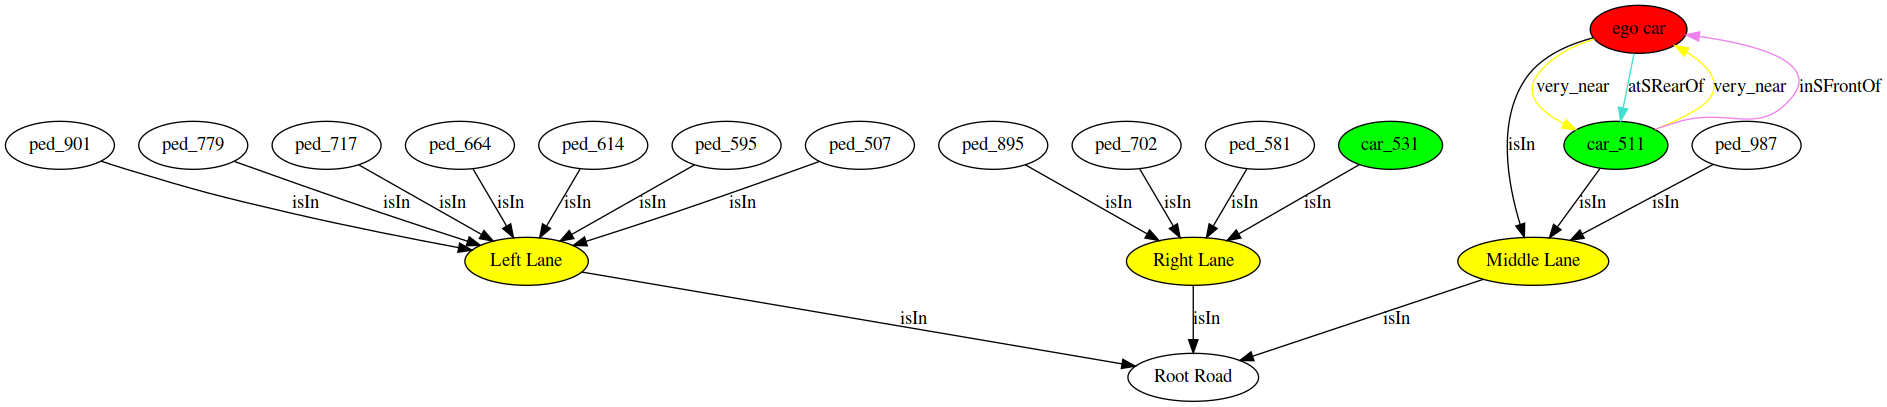 ego car
very_near
atSRearOf
very_near
inSFrontOf
ped_901
ped_779
ped_717
ped_664
ped_614
ped_595
ped_507
ped_895
ped_702
ped_581
car_531
isIn
car_511
ped_987
isIn
isIn
isIn
isIn
isIn
isIn
isIn
isIn
isIn
isIn
isIn
isIn
isIn
Left Lane
Right Lane
Middle Lane
isIn
isIn
isIn
Root Road